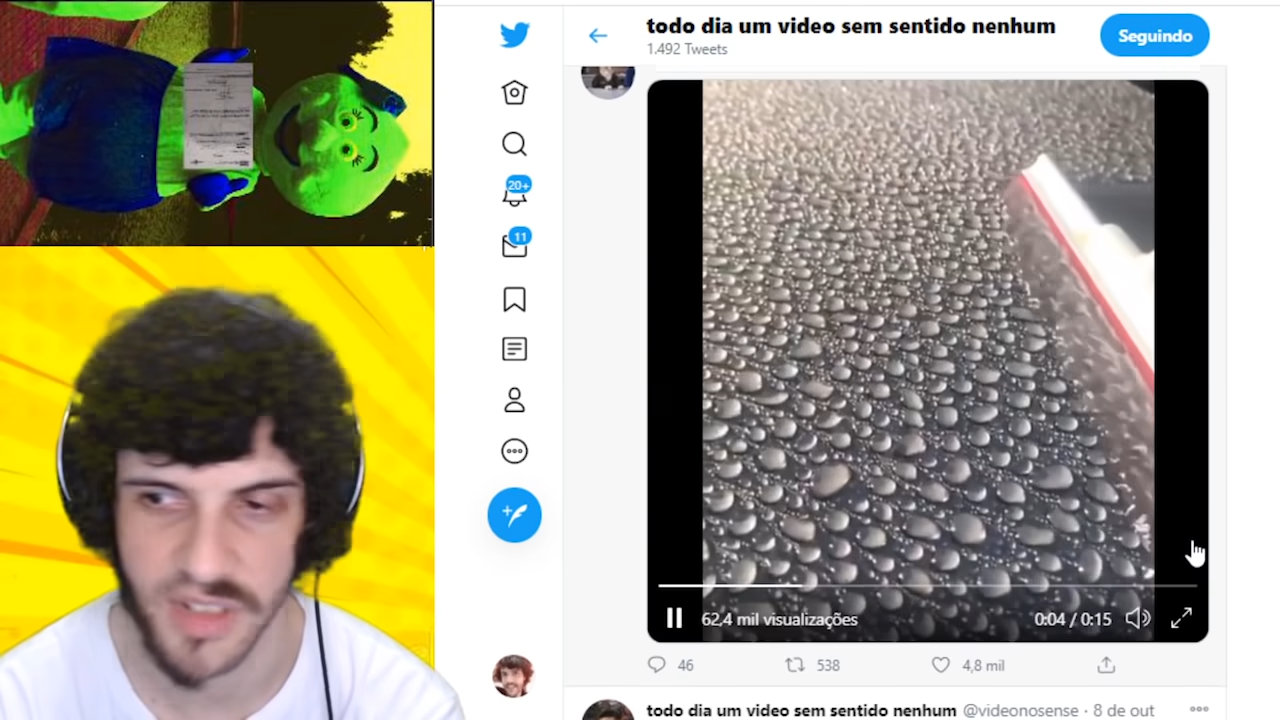 todo dia um video sem sentido nenhum
1.492 Tweets
Seguindo
20+
11
62,4 mil visualizações
0:04 / 0:15
46
538
4,8 mil
todo dia um video sem sentido nenhum @videonosense · 8 de out